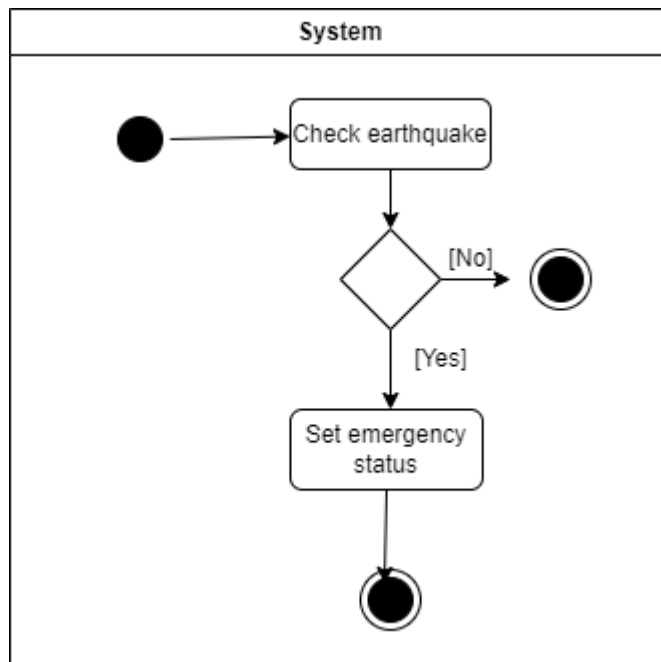 System
Check earthquake
[No]
[Yes]
Set emergency
status